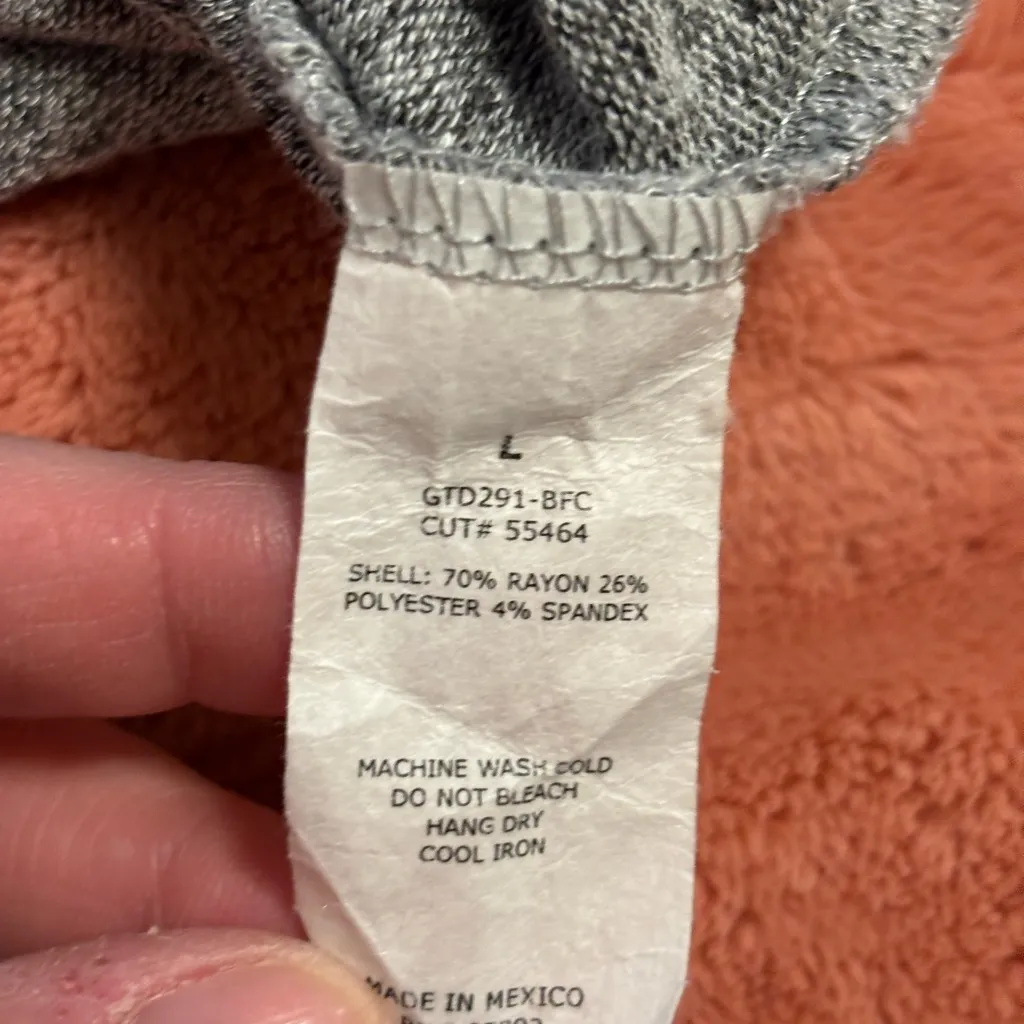 L
GTD291-BFC
CUT# 55464
SHELL: 70% RAYON 26%
POLYESTER 4% SPANDEX
MACHINE WASH COLD
DO NOT BLEACH
HANG DRY
COOL IRON
MADE IN MEXICO